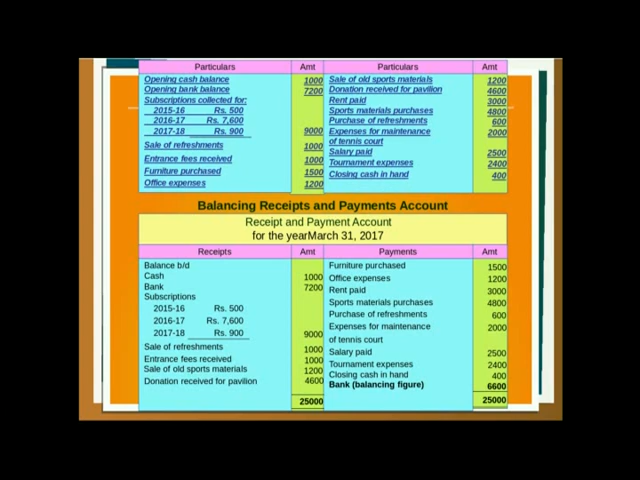 Particulars Amt Particulars Amt
Opening cash balance 1000 Sale of old sports materials 1200
Opening bank balance 7200 Donation received for pavilion 4600
Subscriptions collected for: Rent paid 3000
2015-16 Rs. 500 Sports materials purchases 4800
2016-17 Rs. 7,600 Purchase of refreshments 600
2017-18 Rs. 900 9000 Expenses for maintenance 2000
of tennis court
Sale of refreshments 1000 Salary paid 2500
Entrance fees received 1000 Tournament expenses 2400
Furniture purchased 1500 Closing cash in hand 400
Office expenses 1200
Balancing Receipts and Payments Account
Receipt and Payment Account
for the yearMarch 31, 2017
Receipts Amt Payments Amt
Balance b/d Furniture purchased 1500
Cash 1000 Office expenses 1200
Bank 7200 Rent paid 3000
Subscriptions Sports materials purchases 4800
2015-16 Rs. 500 Purchase of refreshments 600
2016-17 Rs. 7,600 Expenses for maintenance 2000
2017-18 Rs. 900 9000 of tennis court
Sale of refreshments 1000 Salary paid 2500
Entrance fees received 1000 Tournament expenses 2400
Sale of old sports materials 1200 Closing cash in hand 400
Donation received for pavilion 4600 Bank (balancing figure) 6600
25000 25000